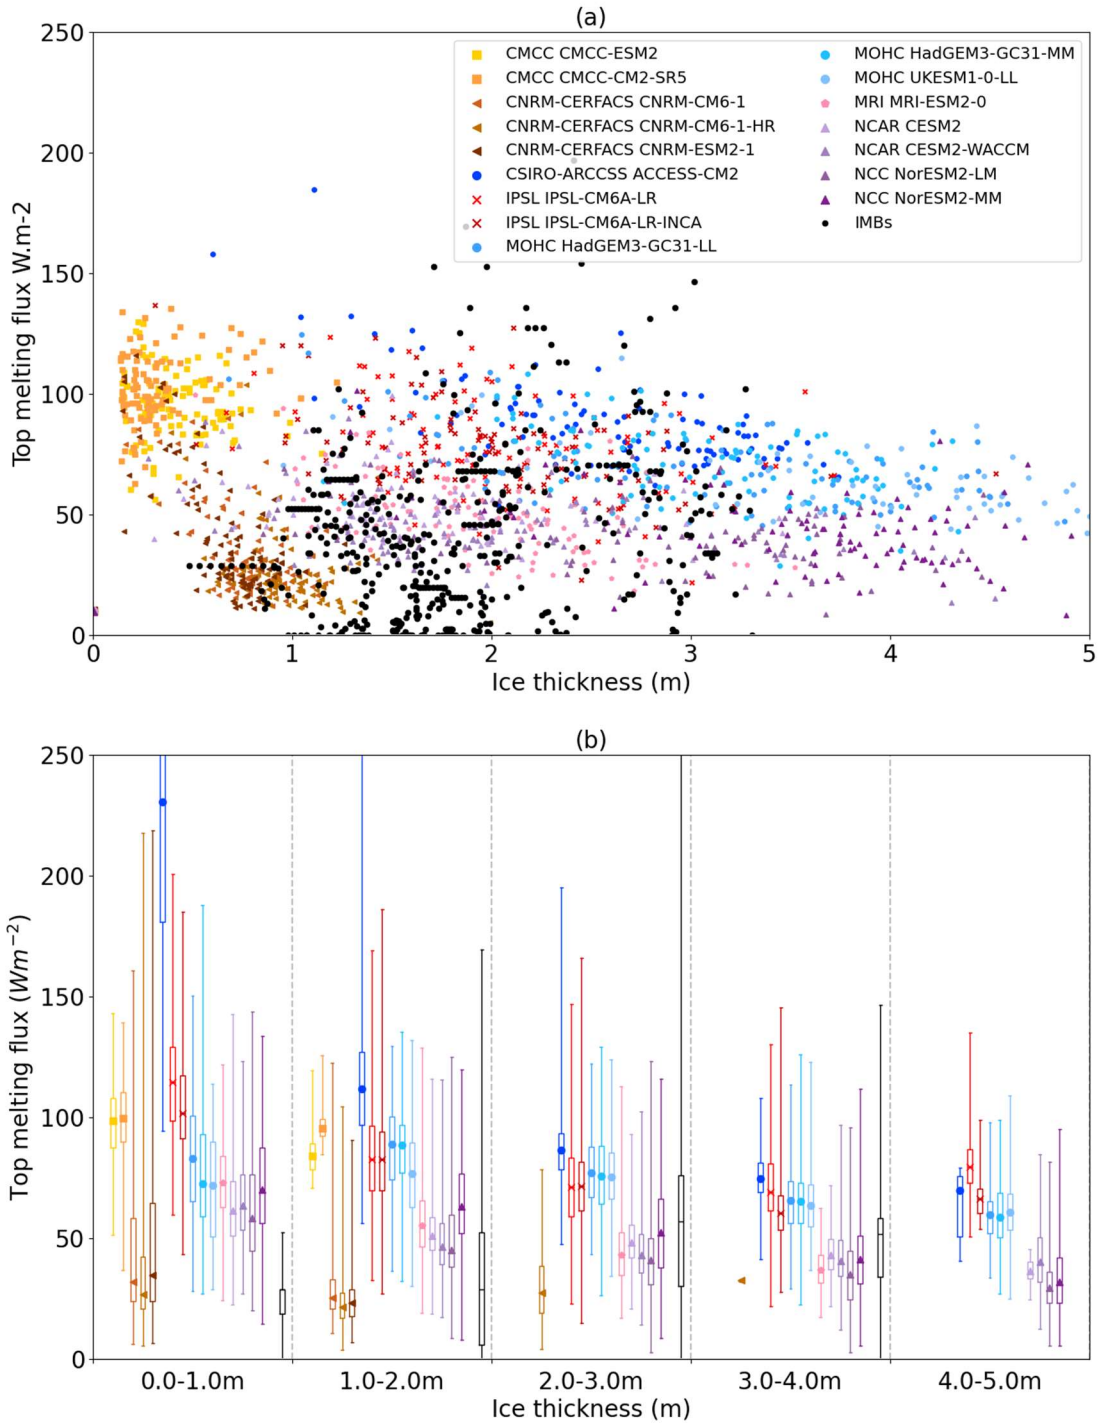 (a)
Top melting flux W.m-2
250
200
150
100
50
0
CMCC CMCC-ESM2
CMCC CMCC-CM2-SR5
CNRM-CERFACS CNRM-CM6-1
CNRM-CERFACS CNRM-CM6-1-HR
CNRM-CERFACS CNRM-ESM2-1
CSIRO-ARCCSS ACCESS-CM2
IPSL IPSL-CM6A-LR
IPSL IPSL-CM6A-LR-INCA
MOHC HadGEM3-GC31-LL
MOHC HadGEM3-GC31-MM
MOHC UKESM1-0-LL
MRI MRI-ESM2-0
NCAR CESM2
NCAR CESM2-WACCM
NCC NorESM2-LM
NCC NorESM2-MM
IMBs
0 1 2 3 4 5
Ice thickness (m)
(b)
Top melting flux (Wm−2)
250
200
150
100
50
0
0.0-1.0m 1.0-2.0m 2.0-3.0m 3.0-4.0m 4.0-5.0m
Ice thickness (m)